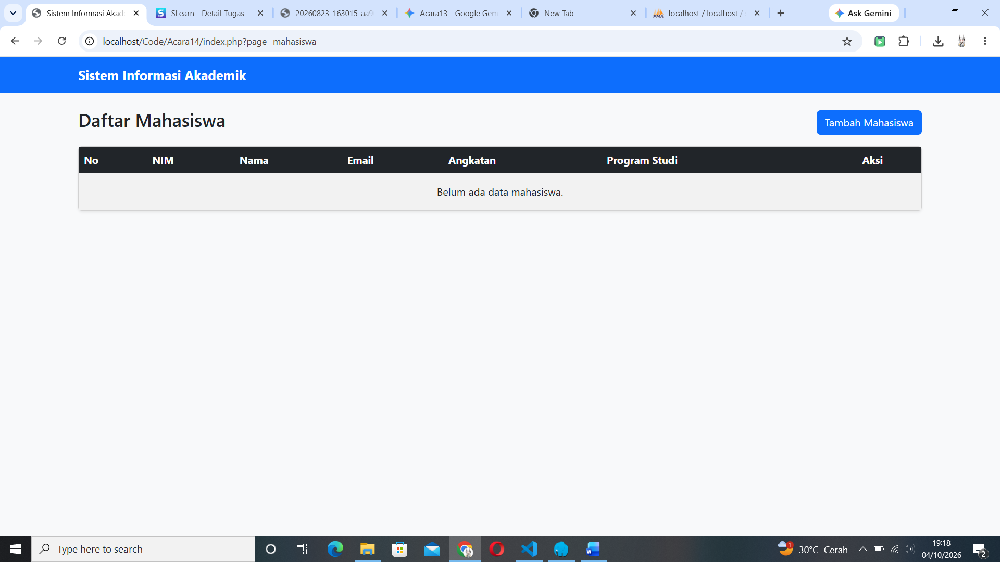 Sistem Informasi Akad
SLearn - Detail Tugas
20260823_163015_aa9
Acara13 - Google Gem
New Tab
PMA
localhost / localhost /
Ask Gemini
localhost/Code/Acara14/index.php?page=mahasiswa
Sistem Informasi Akademik
Daftar Mahasiswa
Tambah Mahasiswa
No NIM Nama Email Angkatan Program Studi Aksi
Belum ada data mahasiswa.
Type here to search
1
30°C Cerah
19:18
04/10/2026
2